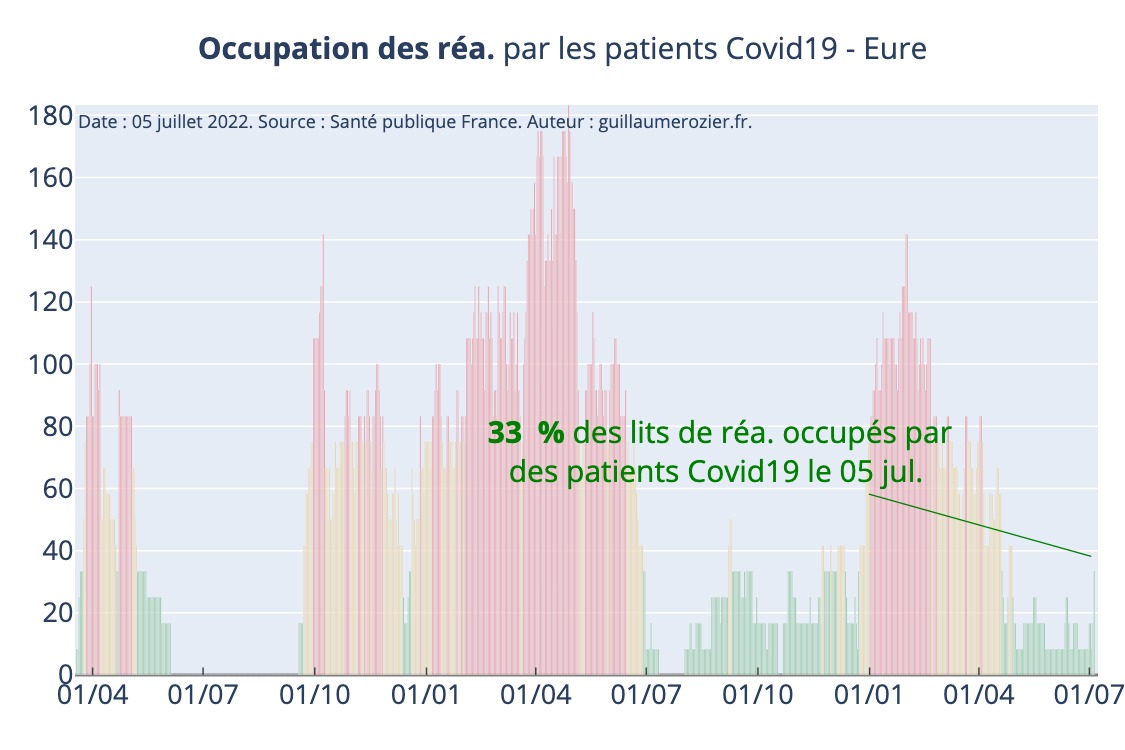 Occupation des réa. par les patients Covid19 - Eure
180
Date : 05 juillet 2022. Source : Santé publique France. Auteur : guillaumerozier.fr.
160
140
120
100
80
33 % des lits de réa. occupés par
des patients Covid19 le 05 jul.
60
40
20
0
01/04 01/07 01/10 01/01 01/04 01/07 01/10 01/01 01/04 01/07